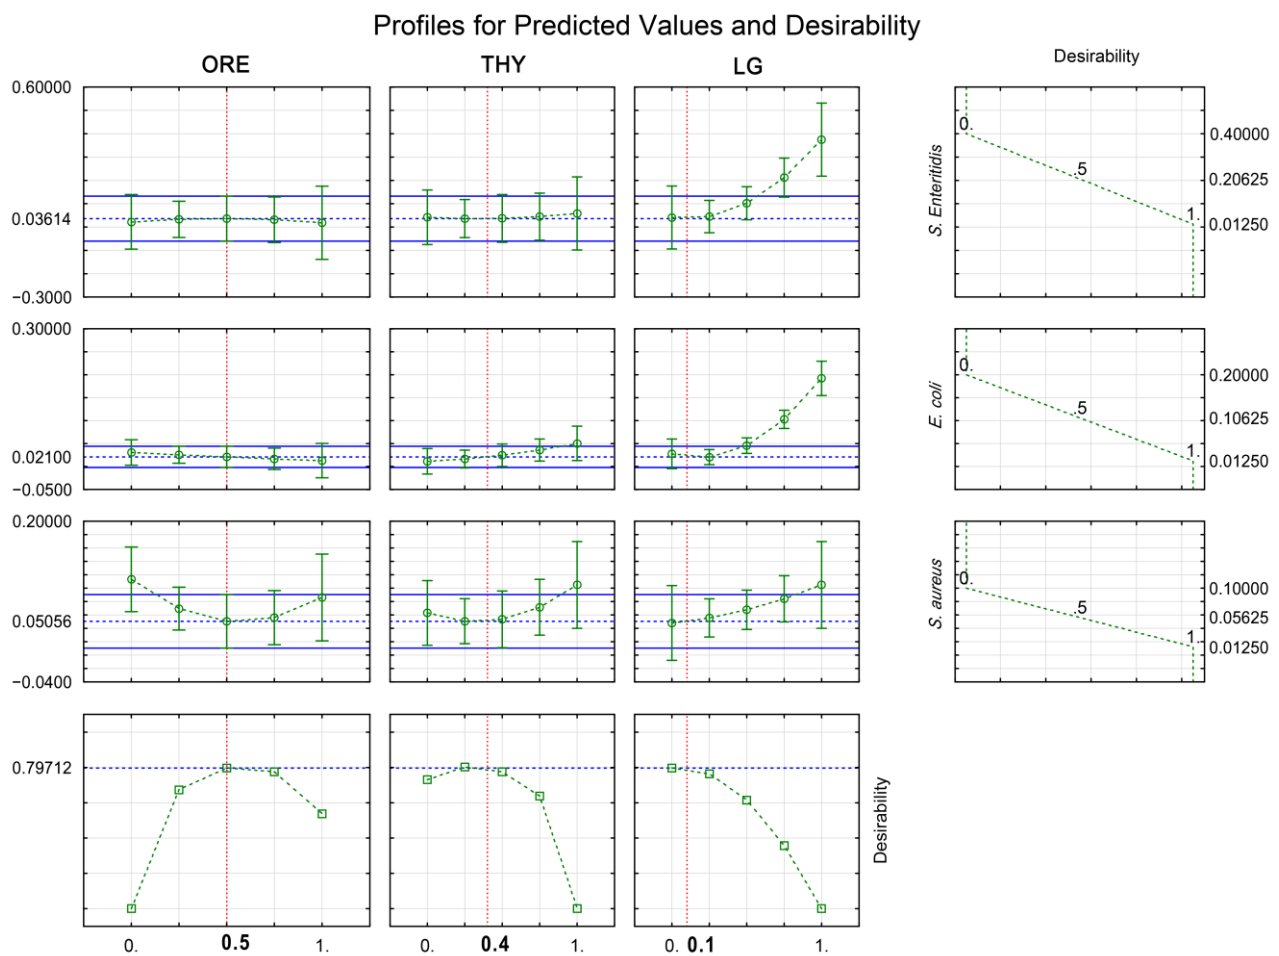 Profiles for Predicted Values and Desirability
ORE THY LG Desirability
0.60000
0.03614
−0.3000
S. Enteritidis
0. .5 1.
0.40000
0.20625
0.01250
0.30000
0.02100
−0.0500
E. coli
0. .5 1.
0.20000
0.10625
0.01250
0.20000
0.05056
−0.0400
S. aureus
0. .5 1.
0.10000
0.05625
0.01250
0.79712
Desirability
0. 0.5 1. 0. 0.4 1. 0. 0.1 1.